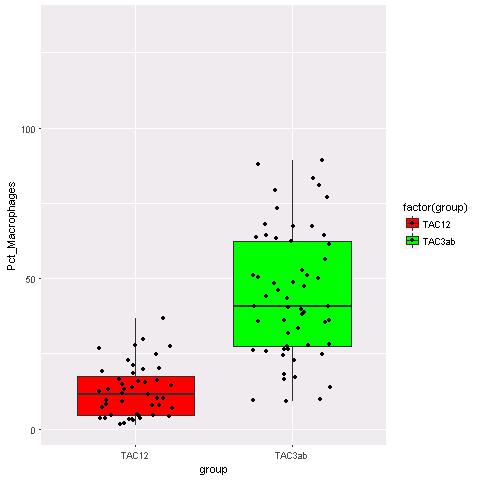 100
50
0
Pct_Macrophages
TAC12
TAC3ab
group
factor(group)
TAC12
TAC3ab